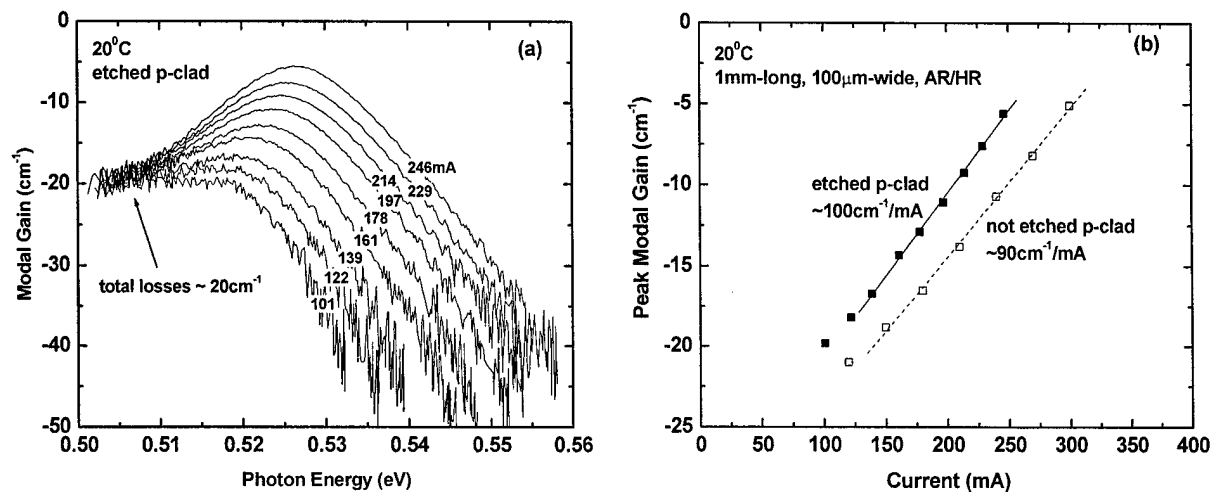 (a)
20⁰C
etched p-clad
246mA
229
214
197
178
161
139
122
101
total losses ~ 20cm⁻¹
Modal Gain (cm⁻¹)
0
-10
-20
-30
-40
-50
0.50 0.51 0.52 0.53 0.54 0.55 0.56
Photon Energy (eV)
(b)
20⁰C
1mm-long, 100µm-wide, AR/HR
etched p-clad
~100cm⁻¹/mA
not etched p-clad
~90cm⁻¹/mA
Peak Modal Gain (cm⁻¹)
0
-5
-10
-15
-20
-25
0 50 100 150 200 250 300 350 400
Current (mA)